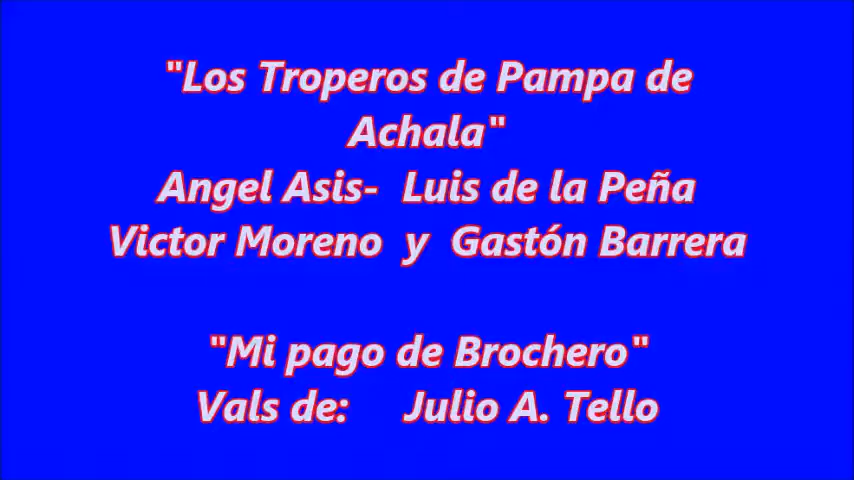 "Los Troperos de Pampa de
Achala"
Angel Asis-  Luis de la Peña
Victor Moreno  y  Gastón Barrera
"Mi pago de Brochero"
Vals de:    Julio A. Tello